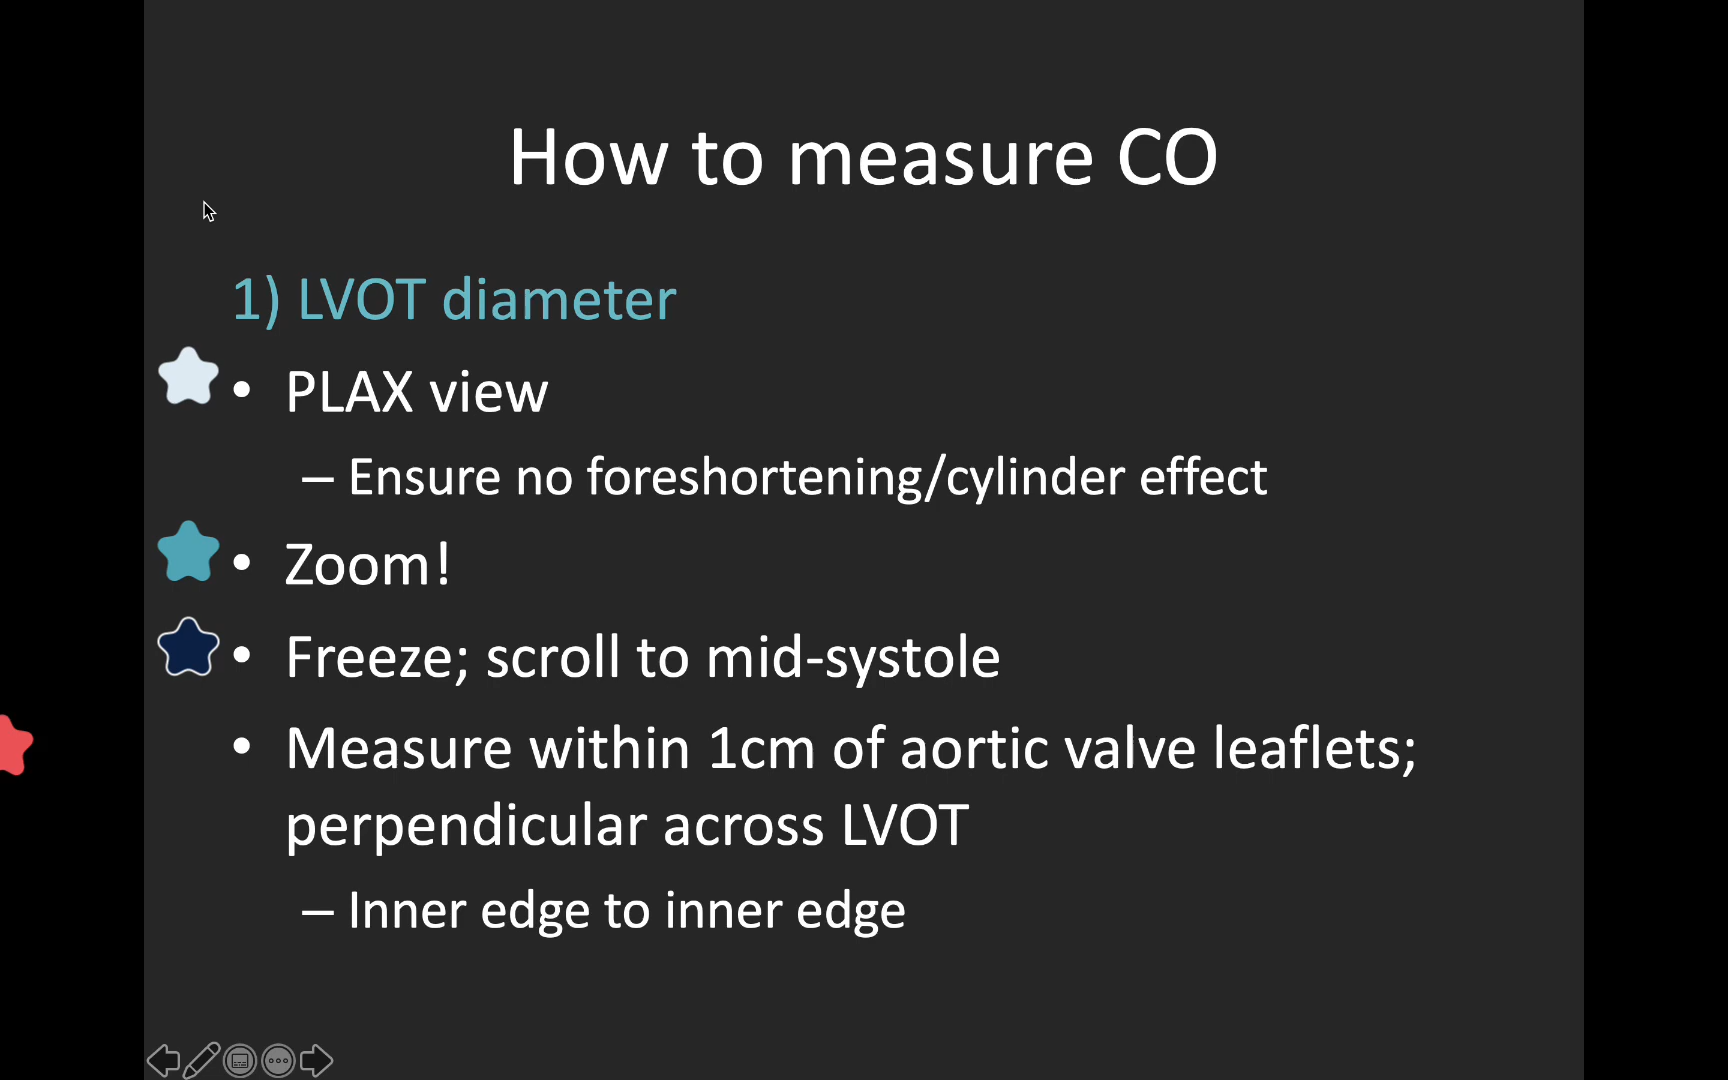 How to measure CO
1) LVOT diameter
• PLAX view
– Ensure no foreshortening/cylinder effect
• Zoom!
• Freeze; scroll to mid-systole
• Measure within 1cm of aortic valve leaflets;
perpendicular across LVOT
– Inner edge to inner edge